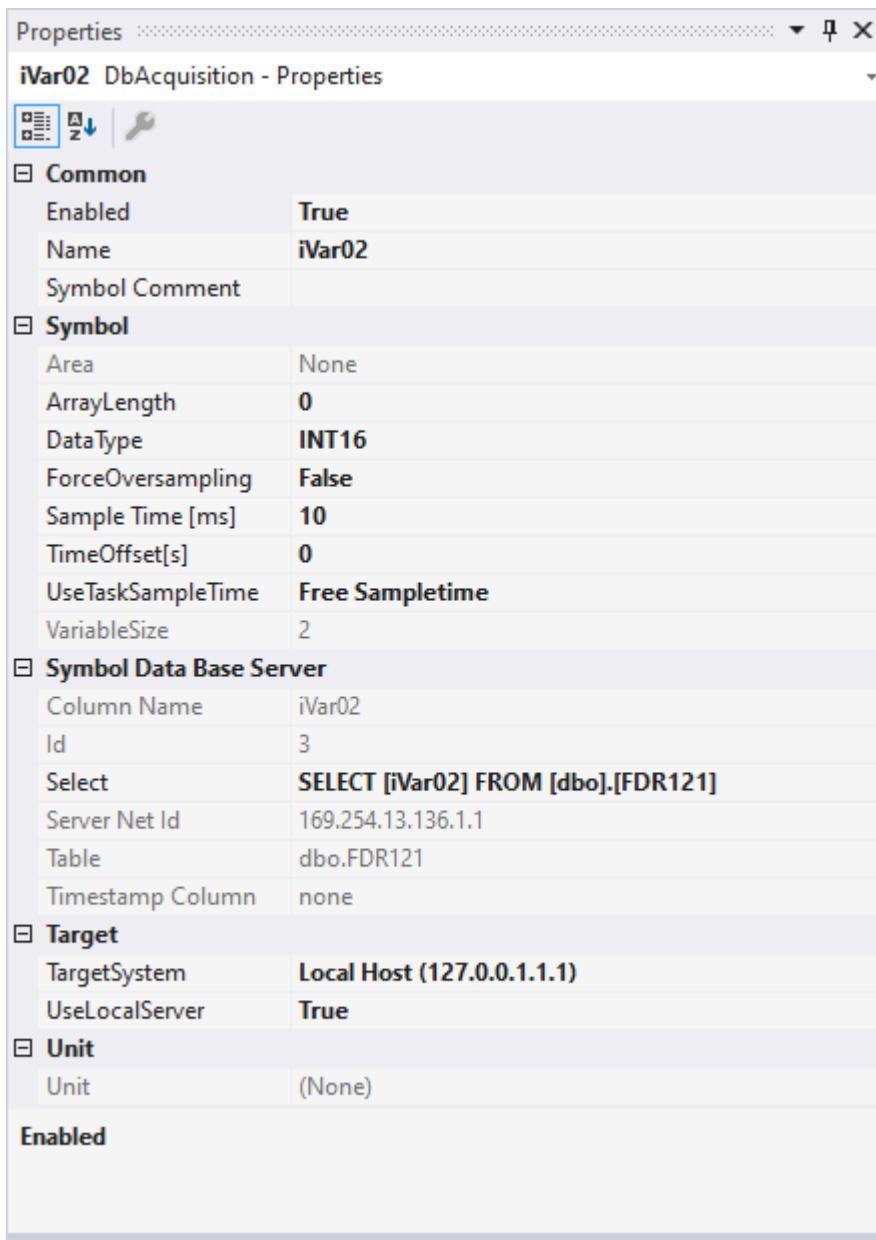 Properties
iVar02 DbAcquisition - Properties
Common
Enabled True
Name iVar02
Symbol Comment
Symbol
Area None
ArrayLength 0
DataType INT16
ForceOversampling False
Sample Time [ms] 10
TimeOffset[s] 0
UseTaskSampleTime Free Sampletime
VariableSize 2
Symbol Data Base Server
Column Name iVar02
Id 3
Select SELECT [iVar02] FROM [dbo].[FDR121]
Server Net Id 169.254.13.136.1.1
Table dbo.FDR121
Timestamp Column none
Target
TargetSystem Local Host (127.0.0.1.1.1)
UseLocalServer True
Unit
Unit (None)
Enabled